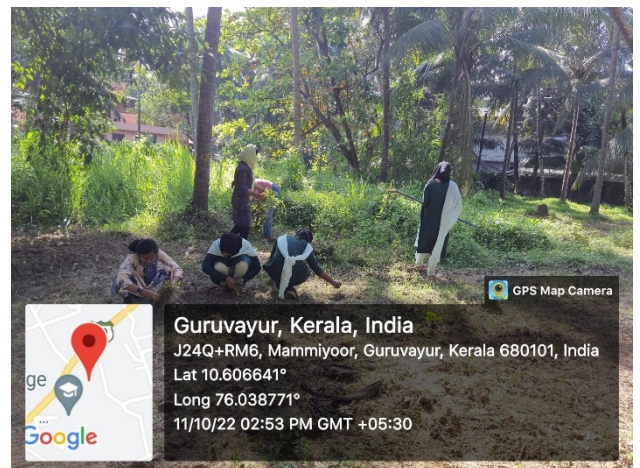 GPS Map Camera
Guruvayur, Kerala, India
J24Q+RM6, Mammiyoor, Guruvayur, Kerala 680101, India
Lat 10.606641°
Long 76.038771°
11/10/22 02:53 PM GMT +05:30
ge
...
Google